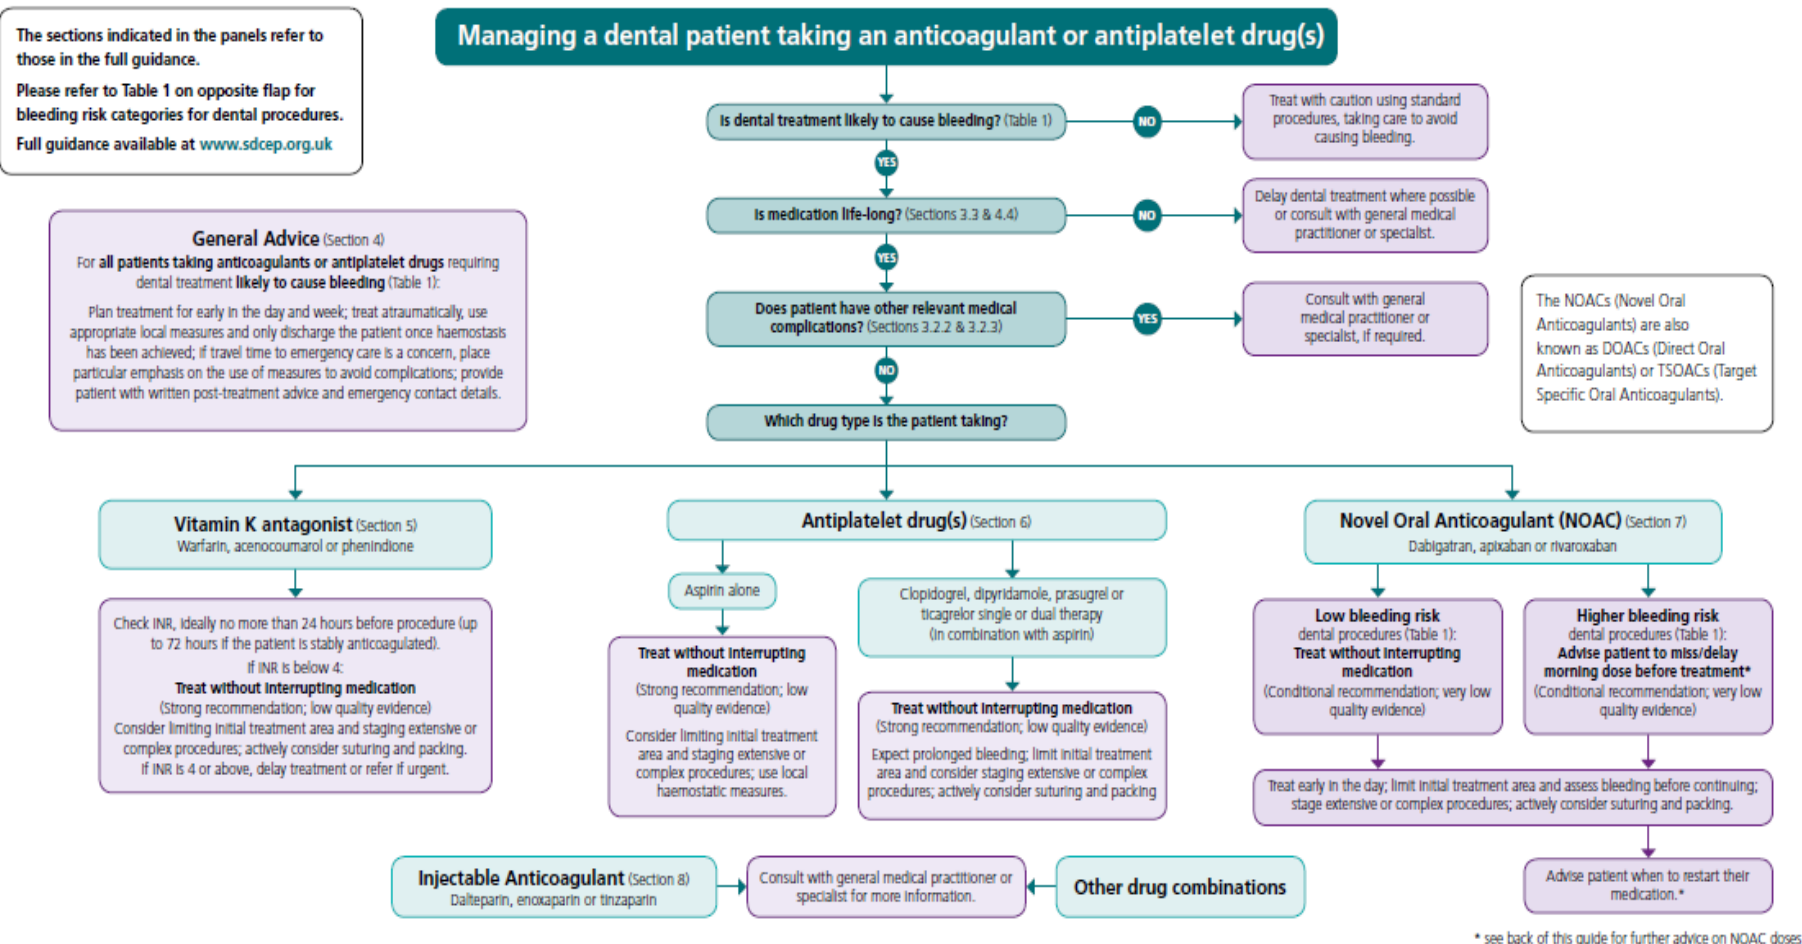 The sections indicated in the panels refer to
those in the full guidance.
Please refer to Table 1 on opposite flap for
bleeding risk categories for dental procedures.
Full guidance available at www.sdcep.org.uk
Managing a dental patient taking an anticoagulant or antiplatelet drug(s)
Is dental treatment likely to cause bleeding? (Table 1)
NO
Treat with caution using standard
procedures, taking care to avoid
causing bleeding.
YES
Is medication life-long? (Sections 3.3 & 4.4)
NO
Delay dental treatment where possible
or consult with general medical
practitioner or specialist.
YES
Does patient have other relevant medical
complications? (Sections 3.2.2 & 3.2.3)
YES
Consult with general
medical practitioner or
specialist, if required.
NO
Which drug type is the patient taking?
General Advice (Section 4)
For all patients taking anticoagulants or antiplatelet drugs requiring
dental treatment likely to cause bleeding (Table 1):
Plan treatment for early in the day and week; treat atraumatically, use
appropriate local measures and only discharge the patient once haemostasis
has been achieved; if travel time to emergency care is a concern, place
particular emphasis on the use of measures to avoid complications; provide
patient with written post-treatment advice and emergency contact details.
The NOACs (Novel Oral
Anticoagulants) are also
known as DOACs (Direct Oral
Anticoagulants) or TSOACs (Target
Specific Oral Anticoagulants).
Vitamin K antagonist (Section 5)
Warfarin, acenocoumarol or phenindione
Check INR, ideally no more than 24 hours before procedure (up
to 72 hours if the patient is stably anticoagulated).
If INR is below 4:
Treat without interrupting medication
(Strong recommendation; low quality evidence)
Consider limiting initial treatment area and staging extensive or
complex procedures; actively consider suturing and packing.
If INR is 4 or above, delay treatment or refer if urgent.
Antiplatelet drug(s) (Section 6)
Aspirin alone
Treat without interrupting
medication
(Strong recommendation; low
quality evidence)
Consider limiting initial treatment
area and staging extensive or
complex procedures; use local
haemostatic measures.
Clopidogrel, dipyridamole, prasugrel or
ticagrelor single or dual therapy
(in combination with aspirin)
Treat without interrupting medication
(Strong recommendation; low quality evidence)
Expect prolonged bleeding; limit initial treatment
area and consider staging extensive or complex
procedures; actively consider suturing and packing
Novel Oral Anticoagulant (NOAC) (Section 7)
Dabigatran, apixaban or rivaroxaban
Low bleeding risk
dental procedures (Table 1):
Treat without interrupting
medication
(Conditional recommendation; very low
quality evidence)
Higher bleeding risk
dental procedures (Table 1):
Advise patient to miss/delay
morning dose before treatment*
(Conditional recommendation; very low
quality evidence)
Treat early in the day; limit initial treatment area and assess bleeding before continuing;
stage extensive or complex procedures; actively consider suturing and packing.
Advise patient when to restart their
medication.*
Injectable Anticoagulant (Section 8)
Dalteparin, enoxaparin or tinzaparin
Consult with general medical practitioner or
specialist for more information.
Other drug combinations
* see back of this guide for further advice on NOAC doses